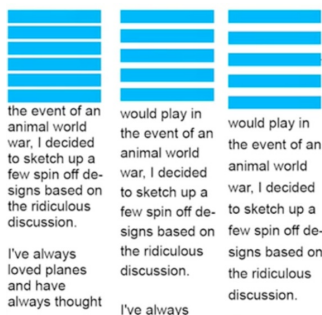 the event of an
animal world
war, I decided
to sketch up a
few spin off de-
signs based on
the ridiculous
discussion.
I've always
loved planes
and have
always thought
would play in
the event of an
animal world
war, I decided
to sketch up a
few spin off de-
signs based on
the ridiculous
discussion.
I've always
would play in
the event of an
animal world
war, I decided
to sketch up a
few spin off de-
signs based on
the ridiculous
discussion.